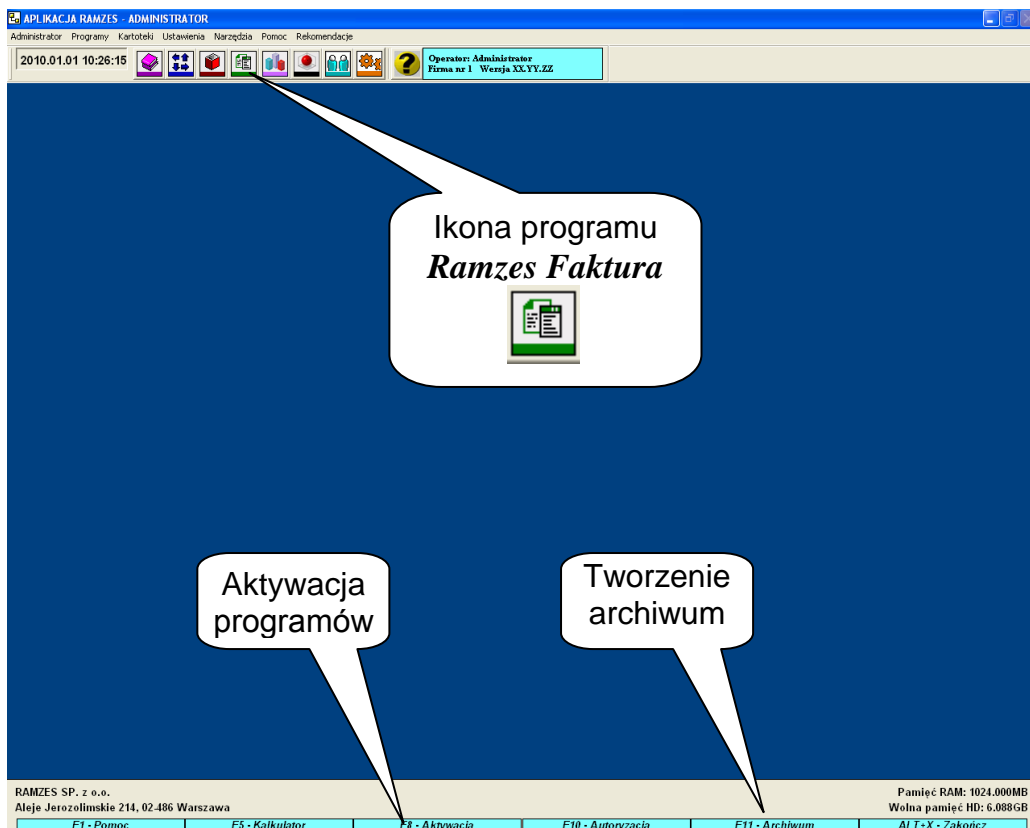 APLIKACJA RAMZES - ADMINISTRATOR
Administrator Programy Kartoteki Ustawienia Narzędzia Pomoc Rekomendacje
2010.01.01 10:26:15
Operator: Administrator
Firma nr 1 Wersja XX.YY.ZZ
Ikona programu
Ramzes Faktura
Aktywacja
programów
Tworzenie
archiwum
RAMZES SP. z o.o.
Aleje Jerozolimskie 214, 02-486 Warszawa
Pamięć RAM: 1024.000MB
Wolna pamięć HD: 6.088GB
F1 - Pomoc F5 - Kalkulator F8 - Aktywacja F10 - Autoryzacja F11 - Archiwum ALT+X - Zakończ